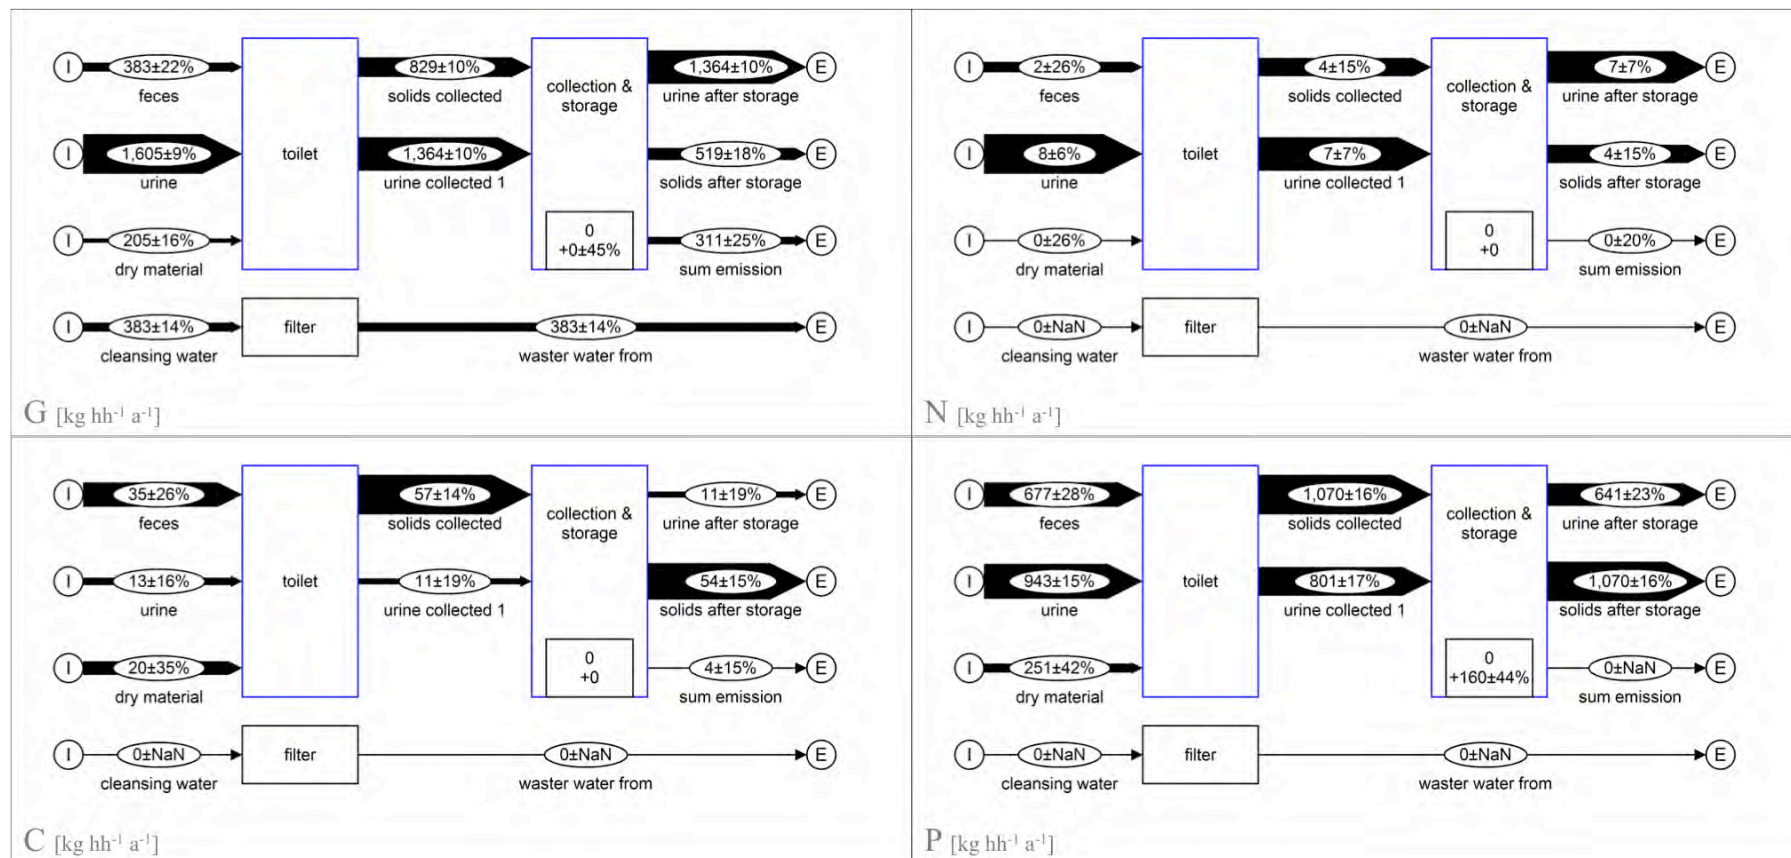 I 383±22% 829±10% 1,364±10% E
feces solids collected collection & storage urine after storage
I 1,605±9% toilet 1,364±10% 519±18% E
urine urine collected 1 solids after storage
I 205±16% 0 +0±45% 311±25% E
dry material sum emission
I 383±14% filter 383±14% E
cleansing water waster water from
G [kg hh⁻¹ a⁻¹]
I 2±26% 4±15% 7±7% E
feces solids collected collection & storage urine after storage
I 8±6% toilet 7±7% 4±15% E
urine urine collected 1 solids after storage
I 0±26% 0 +0 0±20% E
dry material sum emission
I 0±NaN filter 0±NaN E
cleansing water waster water from
N [kg hh⁻¹ a⁻¹]
I 35±26% 57±14% 11±19% E
feces solids collected collection & storage urine after storage
I 13±16% toilet 11±19% 54±15% E
urine urine collected 1 solids after storage
I 20±35% 0 +0 4±15% E
dry material sum emission
I 0±NaN filter 0±NaN E
cleansing water waster water from
C [kg hh⁻¹ a⁻¹]
I 677±28% 1,070±16% 641±23% E
feces solids collected collection & storage urine after storage
I 943±15% toilet 801±17% 1,070±16% E
urine urine collected 1 solids after storage
I 251±42% 0 +160±44% 0±NaN E
dry material sum emission
I 0±NaN filter 0±NaN E
cleansing water waster water from
P [kg hh⁻¹ a⁻¹]